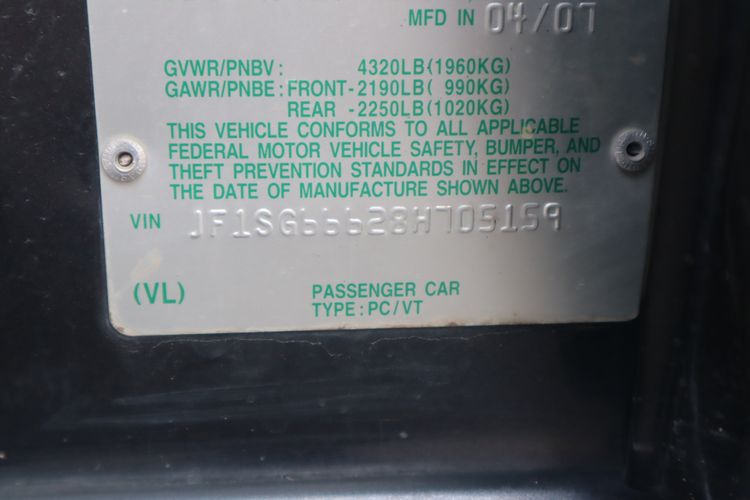 MFD IN 04/07
GVWR/PNBV: 4320LB(1960KG)
GAWR/PNBE: FRONT-2190LB( 990KG)
REAR -2250LB(1020KG)
THIS VEHICLE CONFORMS TO ALL APPLICABLE
FEDERAL MOTOR VEHICLE SAFETY, BUMPER, AND
THEFT PREVENTION STANDARDS IN EFFECT ON
THE DATE OF MANUFACTURE SHOWN ABOVE.
VIN JF1SG66628H705159
(VL) PASSENGER CAR
TYPE: PC/VT